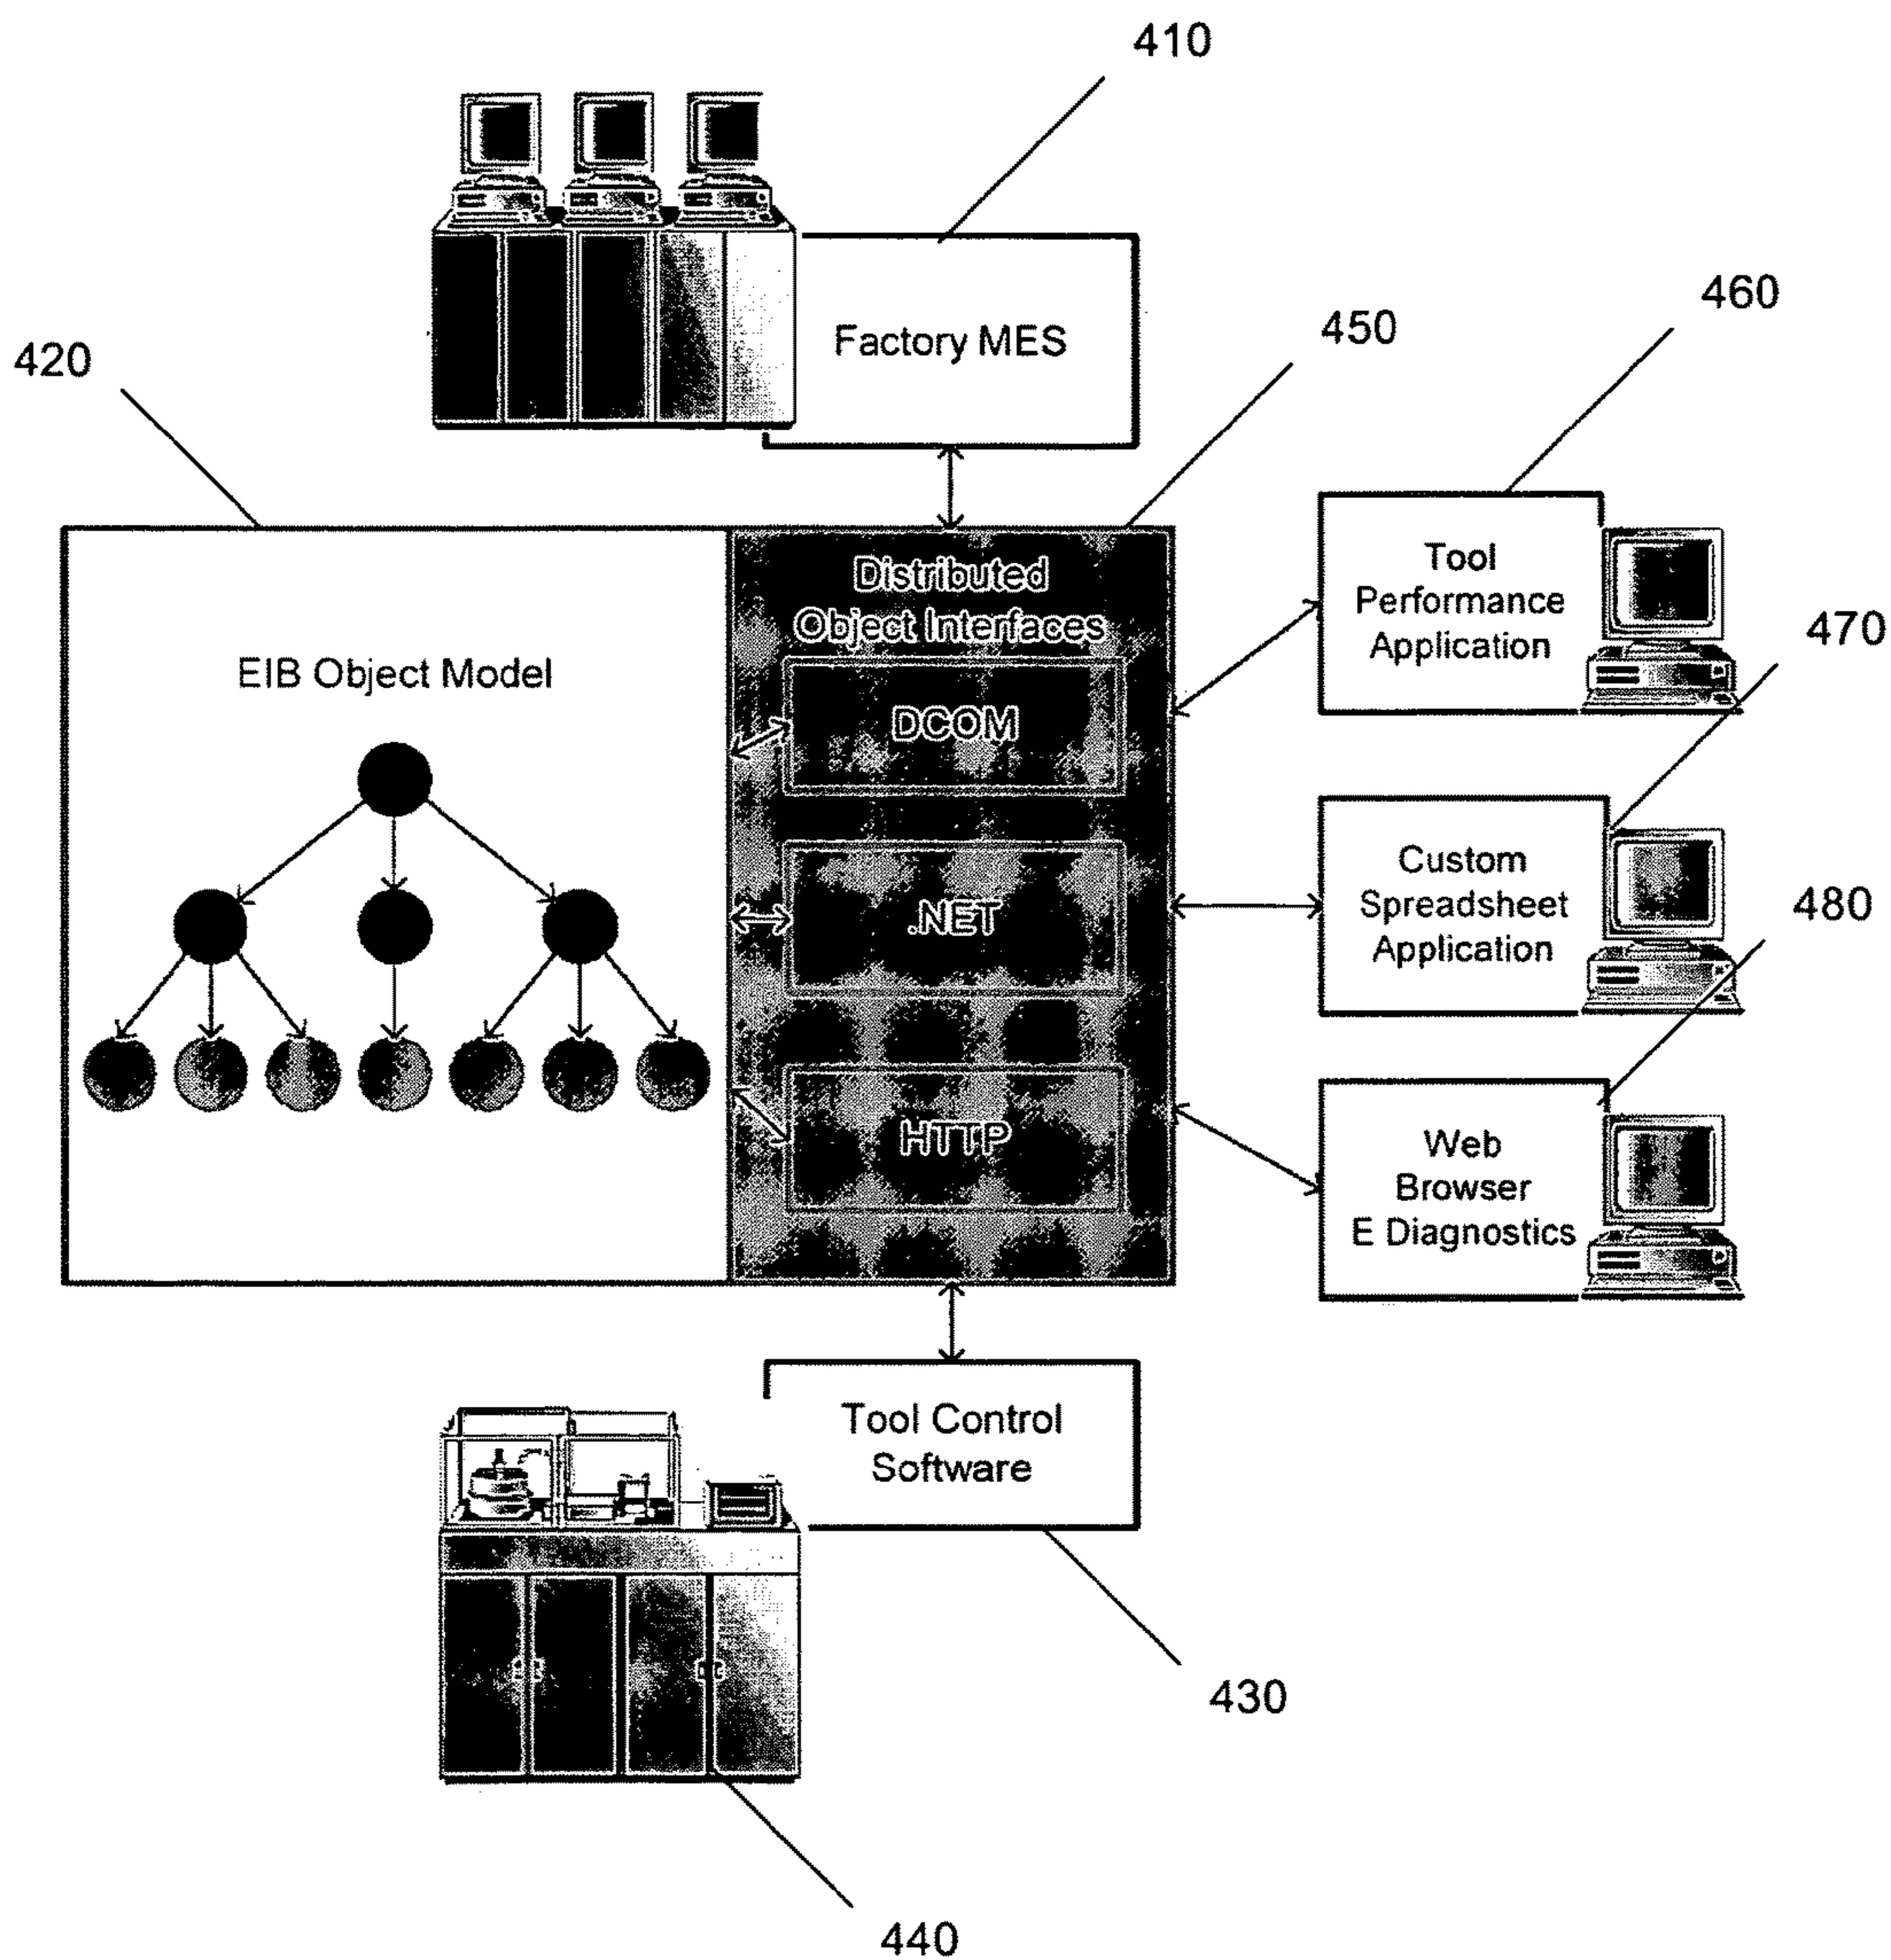 410
Factory MES
420
450
460
Distributed
Object Interfaces
EIB Object Model
DCOM
.NET
HTTP
Tool
Performance
Application
470
Custom
Spreadsheet
Application
480
Web
Browser
E Diagnostics
Tool Control
Software
430
440